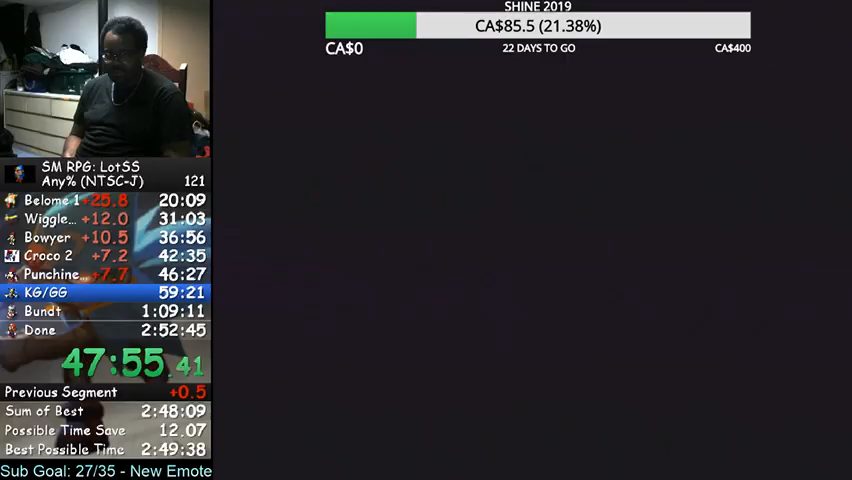 SHINE 2019
CA$85.5 (21.38%)
CA$0 22 DAYS TO GO CA$400
SM RPG: LotSS
Any% (NTSC-J) 121
Belome 1 +25.8 20:09
Wiggle... +12.0 31:03
Bowyer +10.5 36:56
Croco 2 +7.2 42:35
Punchine... +7.7 46:27
KG/GG 59:21
Bundt 1:09:11
Done 2:52:45
47:55.41
Previous Segment +0.5
Sum of Best 2:48:09
Possible Time Save 12.07
Best Possible Time 2:49:38
Sub Goal: 27/35 - New Emote